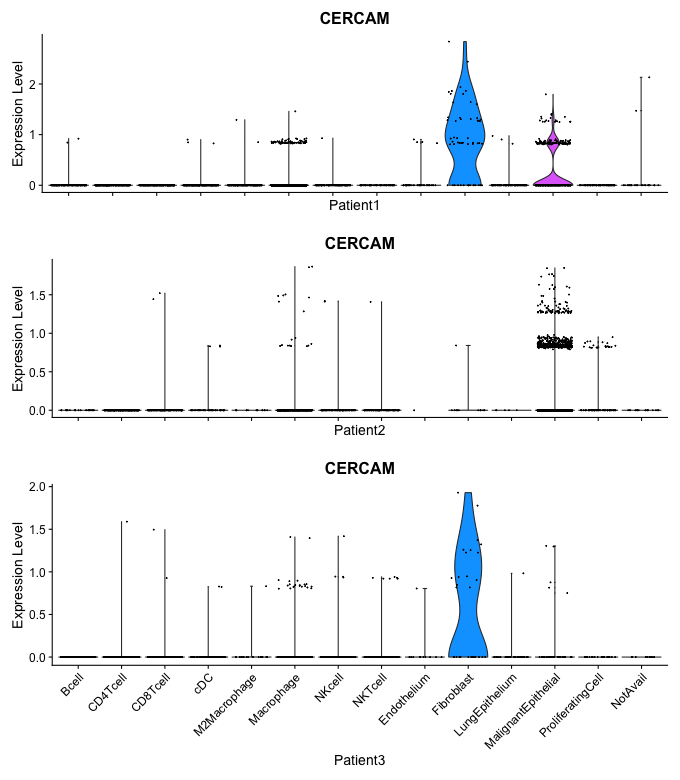 CERCAM
Expression Level
2
1
0
Patient1
CERCAM
Expression Level
1.5
1.0
0.5
0.0
Patient2
CERCAM
Expression Level
2.0
1.5
1.0
0.5
0.0
Bcell
CD4Tcell
CD8Tcell
cDC
M2Macrophage
Macrophage
NKcell
NKTcell
Endothelium
Fibroblast
LungEpithelium
MalignantEpithelial
ProliferatingCell
NotAvail
Patient3